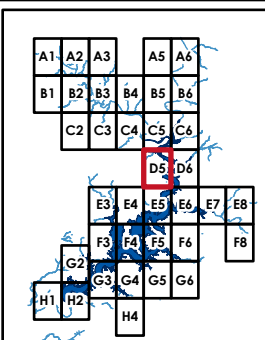 A1 A2 A3 A5 A6
B1 B2 B3 B4 B5 B6
C2 C3 C4 C5 C6
D5 D6
E3 E4 E5 E6 E7 E8
F3 F4 F5 F6 F8
G2
G3 G4 G5 G6
H1 H2
H4